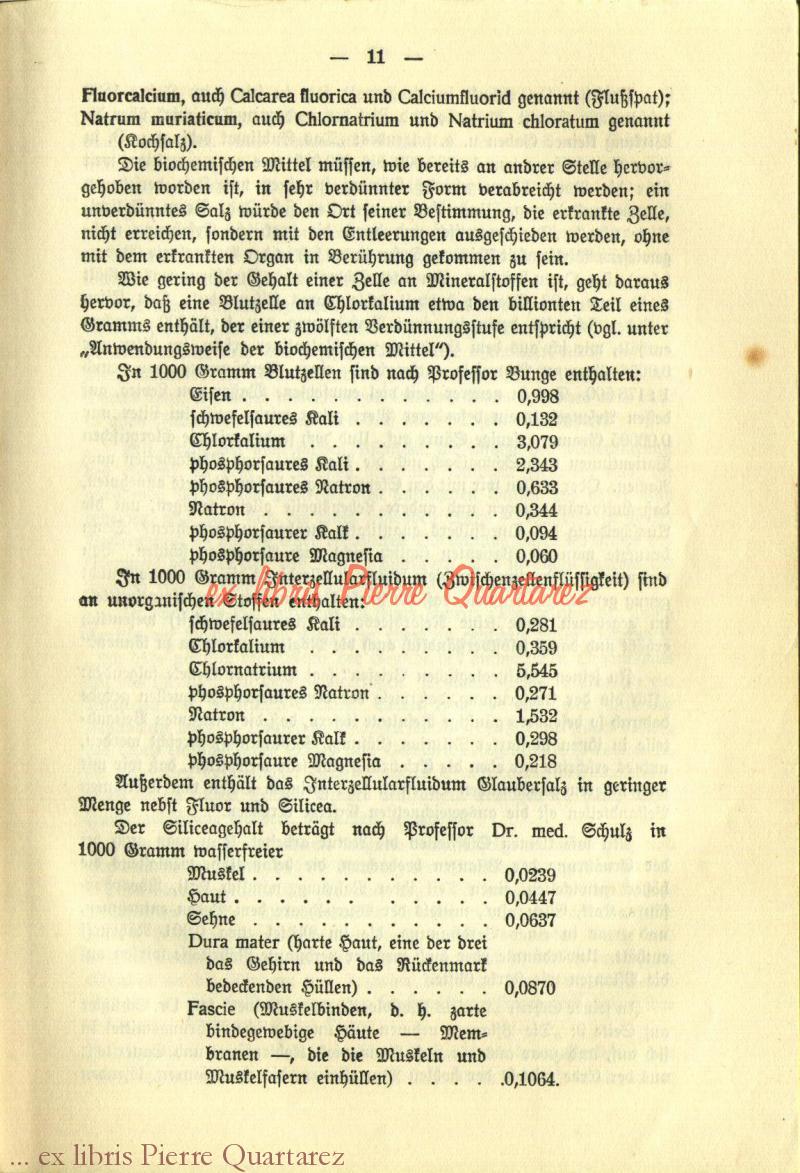 — 11 —
Fluorcalcium, auch Calcarea fluorica und Calciumfluorid genannt (Flußspat);
Natrum muriaticum, auch Chlornatrium und Natrium chloratum genannt
(Kochsalz).
Die biochemischen Mittel müssen, wie bereits an andrer Stelle hervor-
gehoben worden ist, in sehr verdünnter Form verabreicht werden; ein
unverdünntes Salz würde den Ort seiner Bestimmung, die erkrankte Zelle,
nicht erreichen, sondern mit den Entleerungen ausgeschieden werden, ohne
mit dem erkrankten Organ in Berührung gekommen zu sein.
Wie gering der Gehalt einer Zelle an Mineralstoffen ist, geht daraus
hervor, daß eine Blutzelle an Chlorkalium etwa den billionten Teil eines
Gramms enthält, der einer zwölften Verdünnungsstufe entspricht (vgl. unter
„Anwendungsweise der biochemischen Mittel“).
In 1000 Gramm Blutzellen sind nach Professor Bunge enthalten:
Eisen . . . . . . . . . . . . 0,998
schwefelsaures Kali . . . . . . . 0,132
Chlorkalium . . . . . . . . . 3,079
phosphorsaures Kali . . . . . . . 2,343
phosphorsaures Natron . . . . . . 0,633
Natron . . . . . . . . . . . 0,344
phosphorsaurer Kalk . . . . . . . 0,094
phosphorsaure Magnesia . . . . . 0,060
In 1000 Gramm Interzellularfluidum (Zwischenzellenflüssigkeit) sind
ex libris Pierre Quartarez
an unorganischen Stoffen enthalten:
schwefelsaures Kali . . . . . . . 0,281
Chlorkalium . . . . . . . . . 0,359
Chlornatrium . . . . . . . . . 5,545
phosphorsaures Natron . . . . . . 0,271
Natron . . . . . . . . . . . 1,532
phosphorsaurer Kalk . . . . . . . 0,298
phosphorsaure Magnesia . . . . . 0,218
Außerdem enthält das Interzellularfluidum Glaubersalz in geringer
Menge nebst Fluor und Silicea.
Der Siliceagehalt beträgt nach Professor Dr. med. Schulz in
1000 Gramm wasserfreier
Muskel . . . . . . . . . . . 0,0239
Haut . . . . . . . . . . . 0,0447
Sehne . . . . . . . . . . . 0,0637
Dura mater (harte Haut, eine der drei
das Gehirn und das Rückenmark
bedeckenden Hüllen) . . . . . . 0,0870
Fascie (Muskelbinden, d. h. zarte
bindegewebige Häute — Mem-
branen —, die die Muskeln und
Muskelfasern einhüllen) . . . . .0,1064.
... ex libris Pierre Quartarez